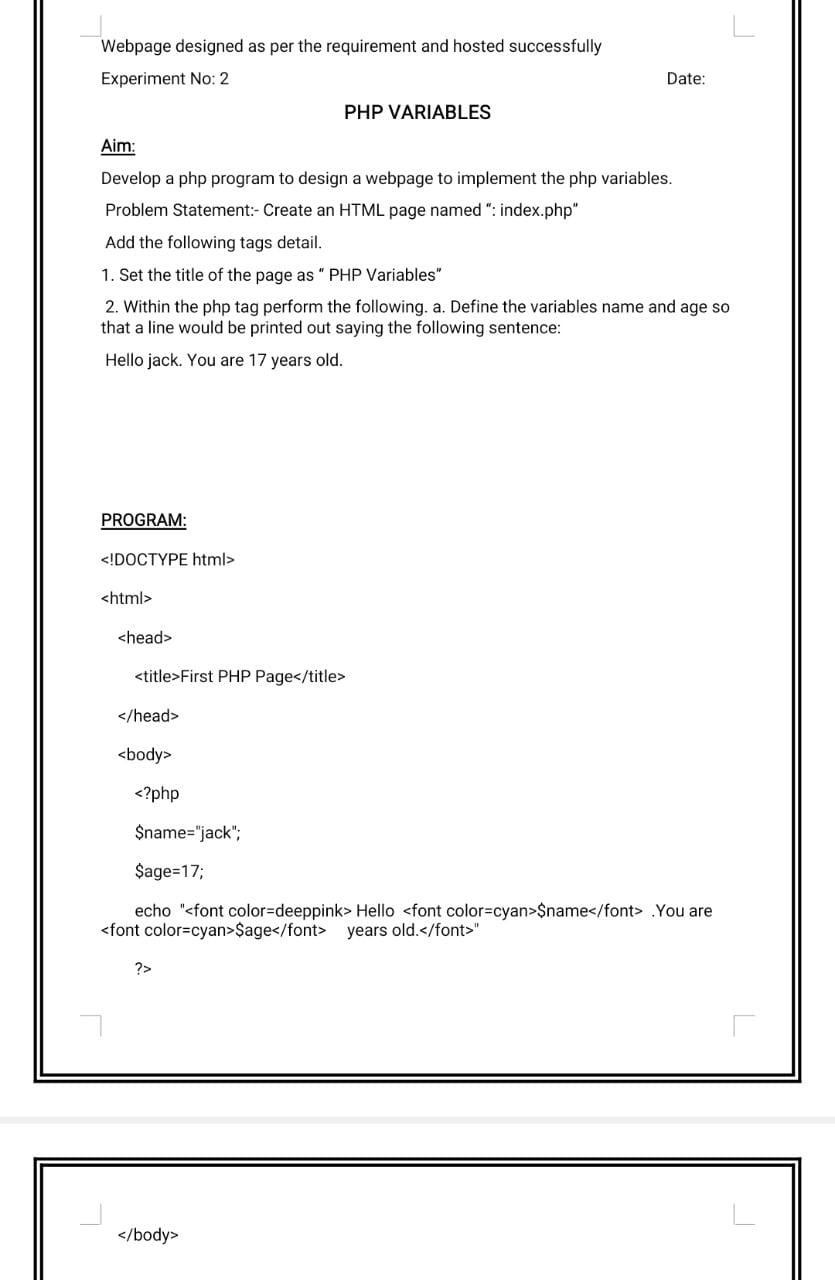 Webpage designed as per the requirement and hosted successfully
Experiment No: 2 Date:
PHP VARIABLES
Aim:
Develop a php program to design a webpage to implement the php variables.
Problem Statement:- Create an HTML page named “: index.php”
Add the following tags detail.
1. Set the title of the page as “ PHP Variables”
2. Within the php tag perform the following. a. Define the variables name and age so
that a line would be printed out saying the following sentence:
Hello jack. You are 17 years old.
PROGRAM:
<!DOCTYPE html>
<html>
<head>
<title>First PHP Page</title>
</head>
<body>
<?php
$name="jack";
$age=17;
echo "<font color=deeppink> Hello <font color=cyan>$name</font> .You are
<font color=cyan>$age</font> years old.</font>"
?>
</body>